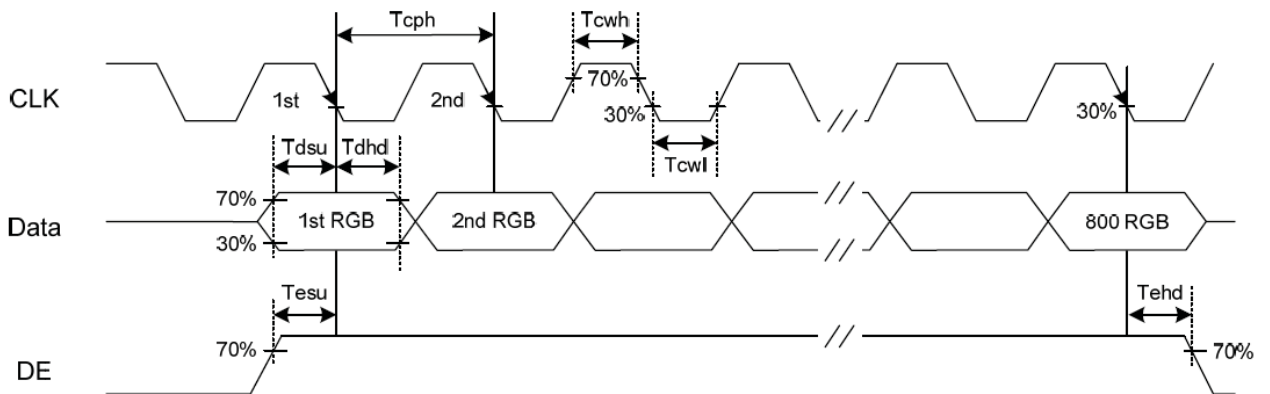 Tcph
Tcwh
CLK
1st
2nd
70%
30%
30%
Tcwl
Tdsu
Tdhd
Data
70%
30%
1st RGB
2nd RGB
800 RGB
Tesu
Tehd
DE
70%
70%